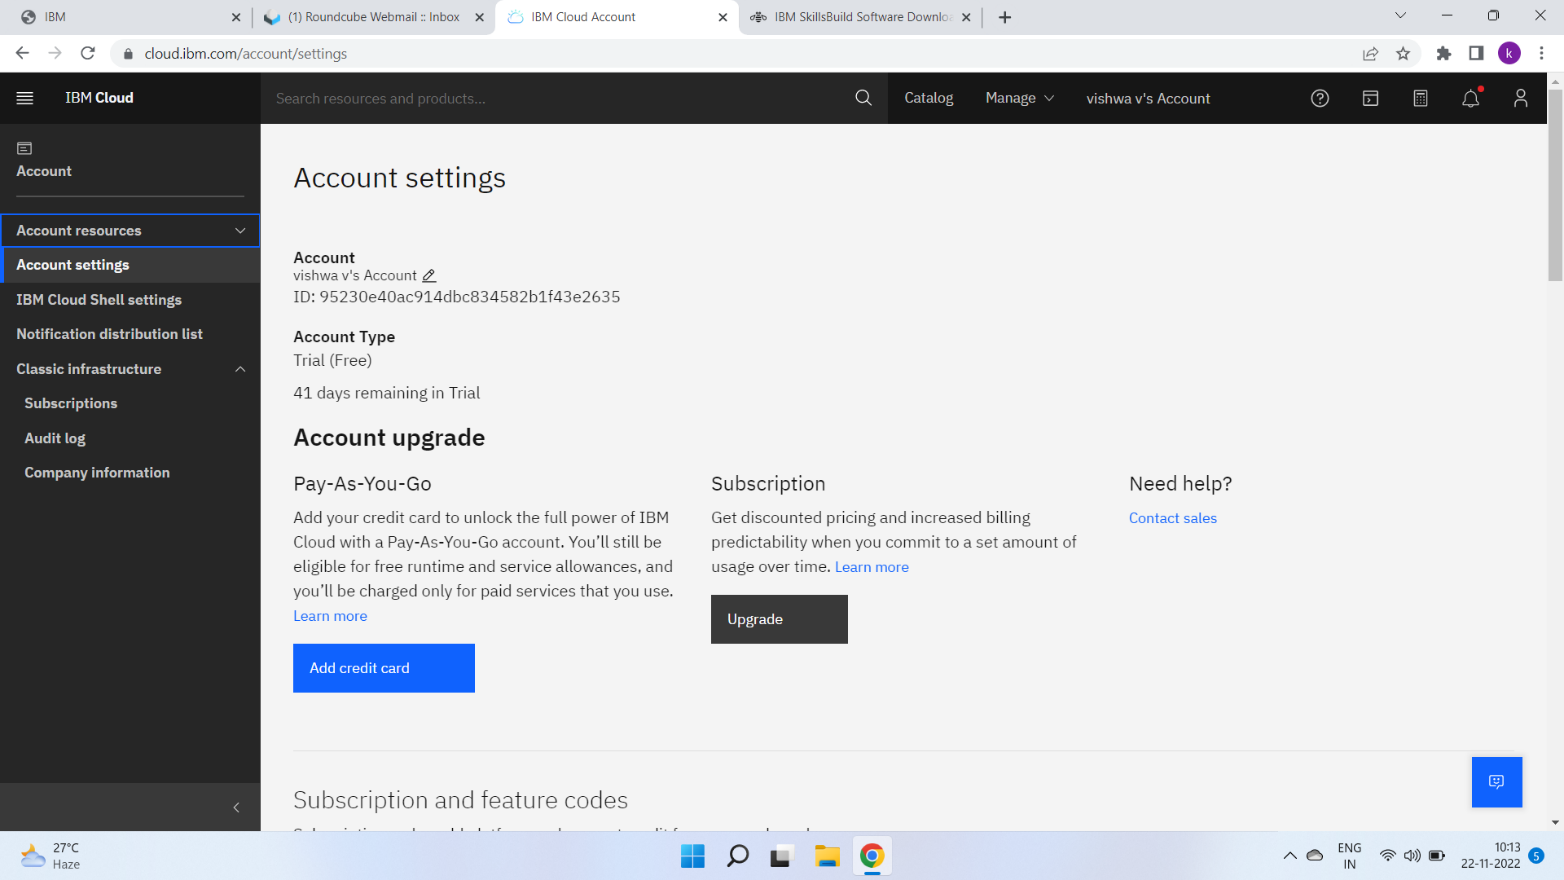 IBM
(1) Roundcube Webmail :: Inbox
IBM Cloud Account
IBM SkillsBuild Software Downlo
cloud.ibm.com/account/settings
k
IBM Cloud
Search resources and products...
Catalog
Manage
vishwa v's Account
Account
Account resources
Account settings
IBM Cloud Shell settings
Notification distribution list
Classic infrastructure
Subscriptions
Audit log
Company information
Account settings
Account
vishwa v's Account
ID: 95230e40ac914dbc834582b1f43e2635
Account Type
Trial (Free)
41 days remaining in Trial
Account upgrade
Pay-As-You-Go
Add your credit card to unlock the full power of IBM
Cloud with a Pay-As-You-Go account. You’ll still be
eligible for free runtime and service allowances, and
you’ll be charged only for paid services that you use.
Learn more
Add credit card
Subscription
Get discounted pricing and increased billing
predictability when you commit to a set amount of
usage over time. Learn more
Upgrade
Need help?
Contact sales
Subscription and feature codes
27°C
Haze
ENG
IN
10:13
22-11-2022
5